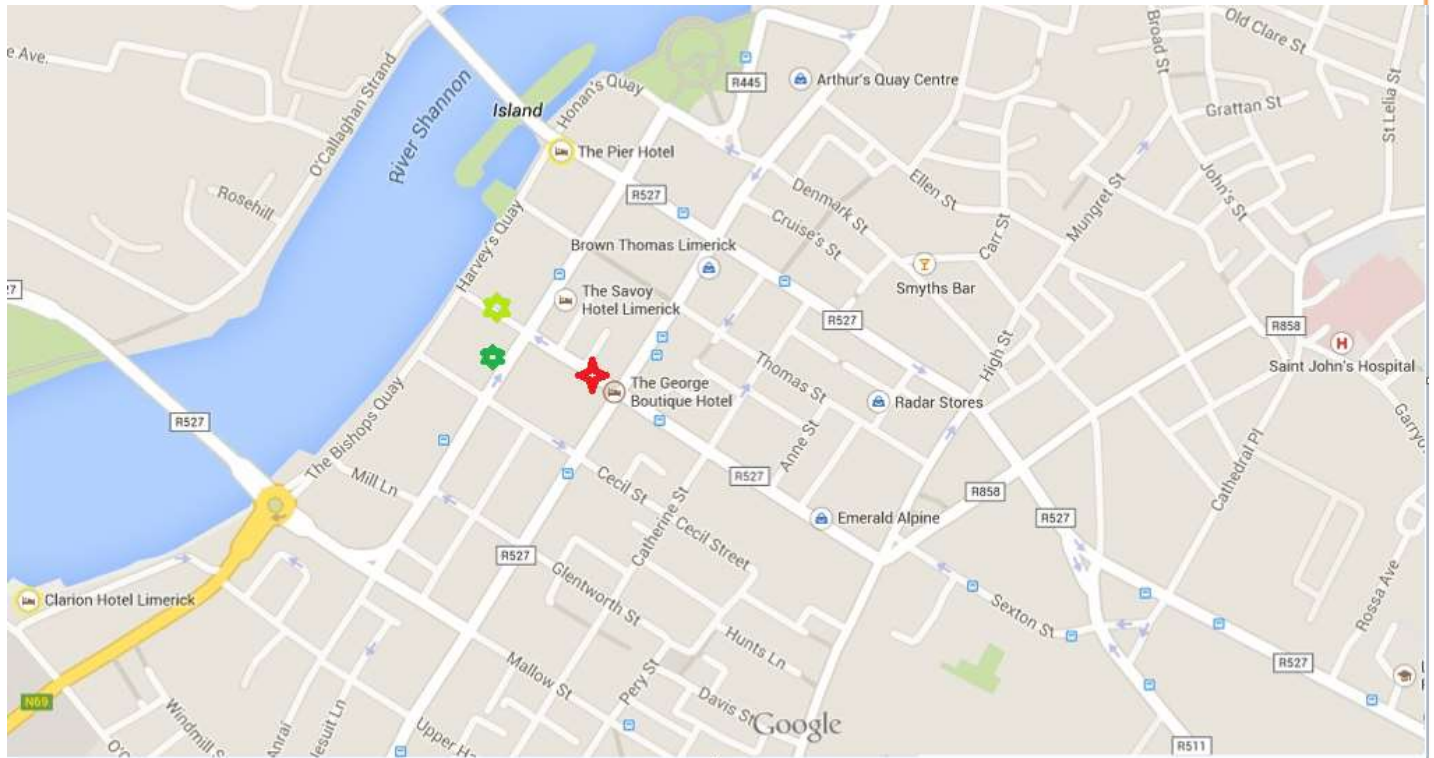 e Ave.
O'Callaghan Strand
River Shannon
Island
Honan's Quay
R445
Arthur's Quay Centre
Broad St
Old Clare St
Grattan St
St Lelia St
The Pier Hotel
R527
Rosehill
Denmark St
Ellen St
Mungret St
John's St
Cruise's St
Carr St
Harvey's Quay
Brown Thomas Limerick
Smyths Bar
27
The Savoy
Hotel Limerick
R527
R858
H
Saint John's Hospital
High St
Thomas St
The George
Boutique Hotel
Radar Stores
R527
The Bishops Quay
Anne St
Cathedral Pl
Garryo
Mill Ln
Cecil St
R527
R858
Emerald Alpine
R527
Catherine St
Cecil Street
R527
Clarion Hotel Limerick
Glentworth St
Sexton St
Rossa Ave
Hunts Ln
Mallow St
Pery St
R527
L
N69
Windmill S
Anrai
Jesuit Ln
Upper Ha
Davis St
Google
R511
O'C